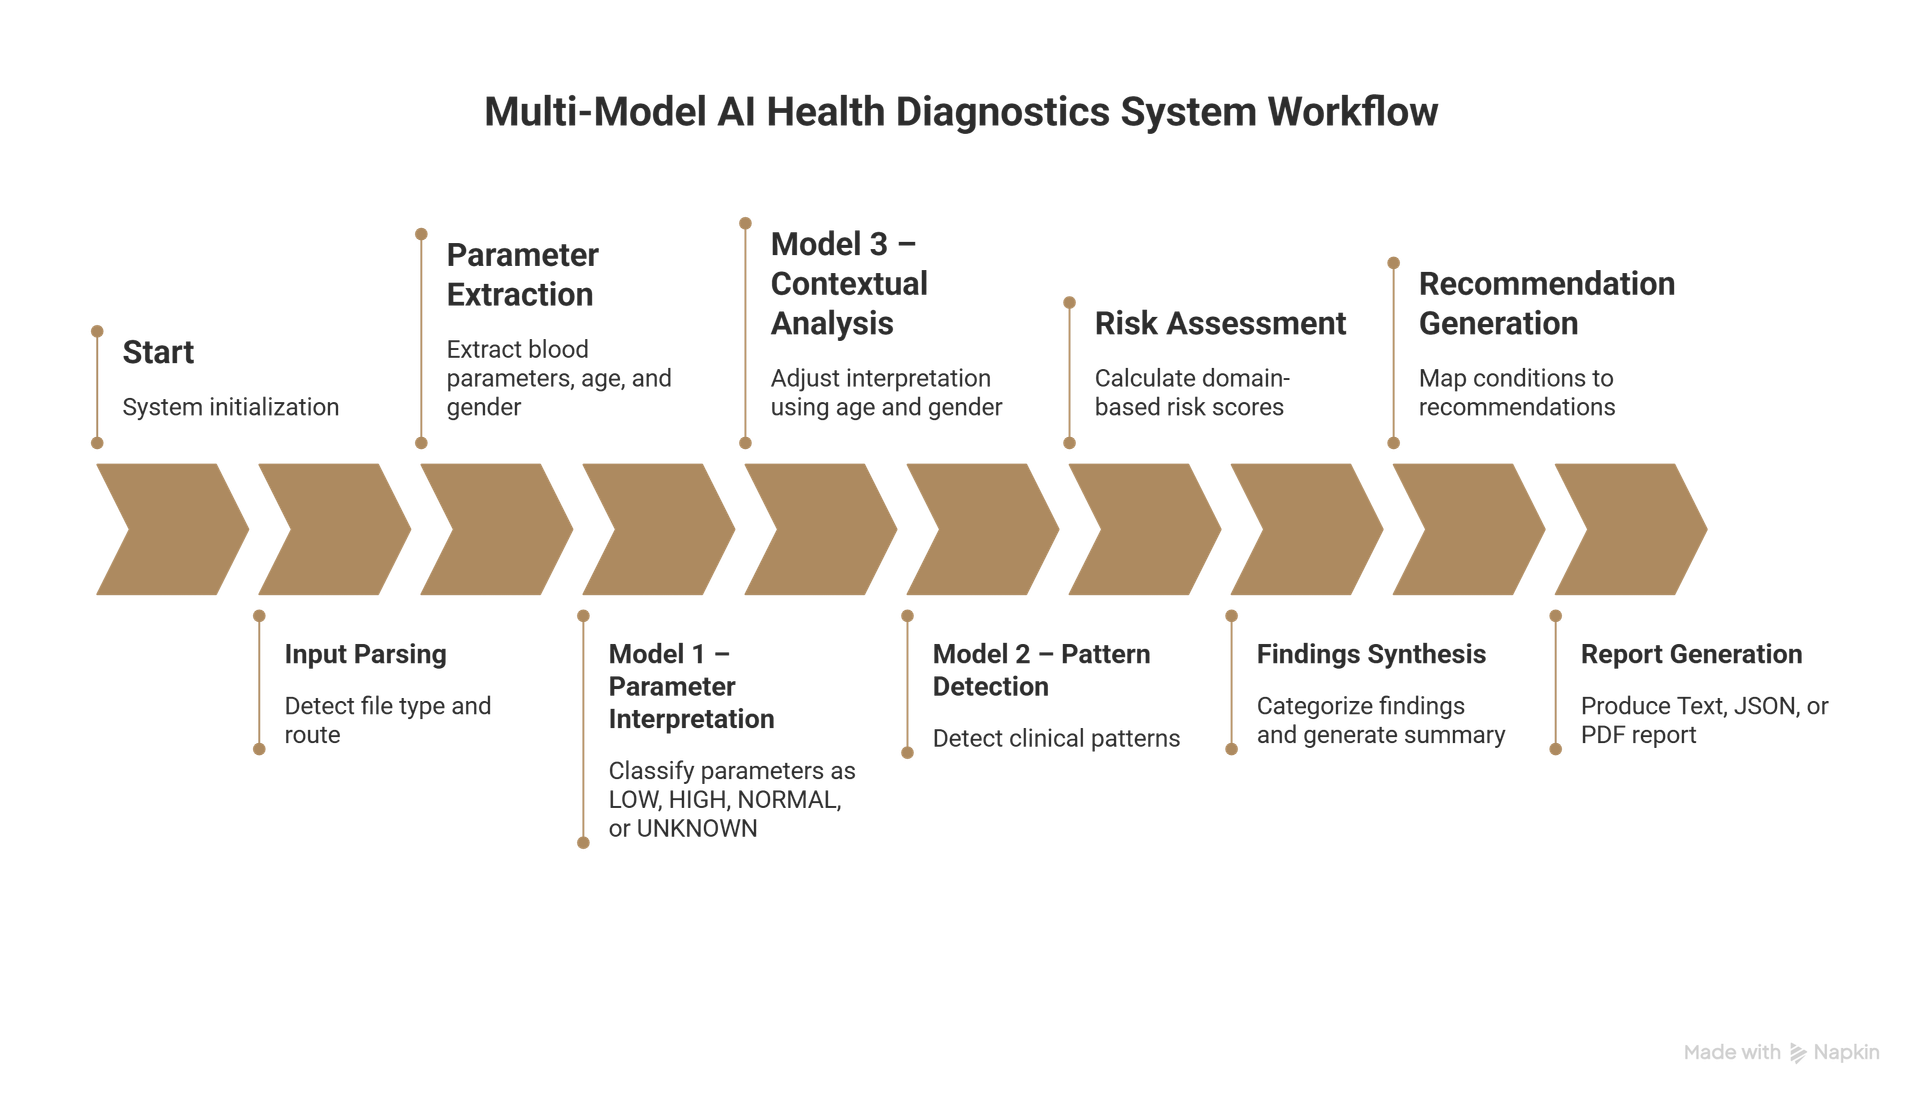 Multi-Model AI Health Diagnostics System Workflow
Start
System initialization
Input Parsing
Detect file type and
route
Parameter
Extraction
Extract blood
parameters, age, and
gender
Model 1 –
Parameter
Interpretation
Classify parameters as
LOW, HIGH, NORMAL,
or UNKNOWN
Model 3 –
Contextual
Analysis
Adjust interpretation
using age and gender
Model 2 – Pattern
Detection
Detect clinical patterns
Risk Assessment
Calculate domain-
based risk scores
Findings Synthesis
Categorize findings
and generate summary
Recommendation
Generation
Map conditions to
recommendations
Report Generation
Produce Text, JSON, or
PDF report
Made with Napkin